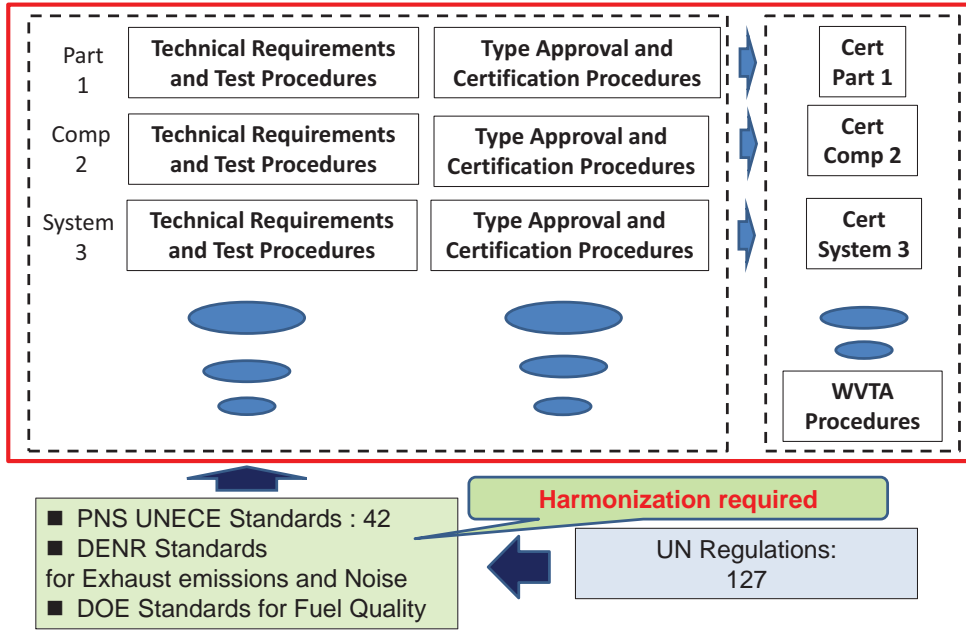 Part
1
Technical Requirements
and Test Procedures
Type Approval and
Certification Procedures
Cert
Part 1
Comp
2
Technical Requirements
and Test Procedures
Type Approval and
Certification Procedures
Cert
Comp 2
System
3
Technical Requirements
and Test Procedures
Type Approval and
Certification Procedures
Cert
System 3
WVTA
Procedures
Harmonization required
■ PNS UNECE Standards : 42
■ DENR Standards
for Exhaust emissions and Noise
■ DOE Standards for Fuel Quality
UN Regulations:
127